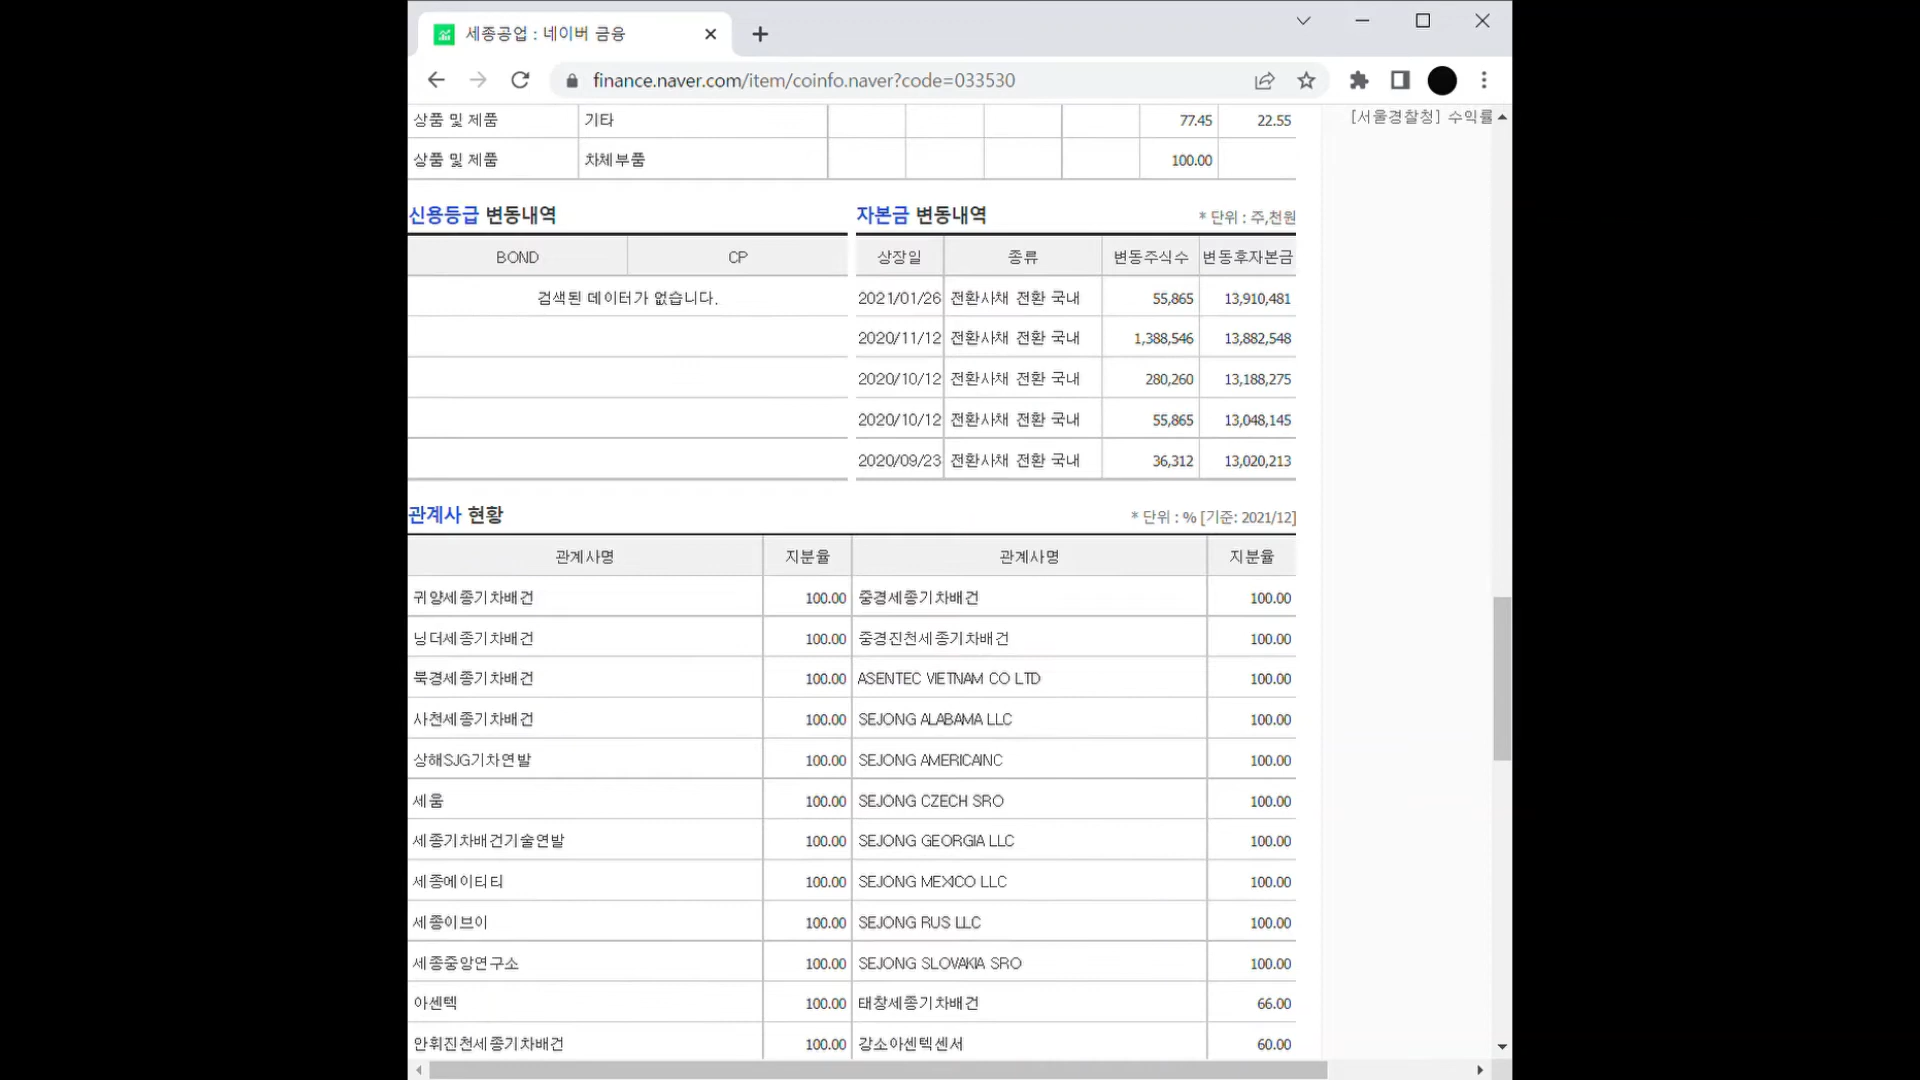 세종공업 : 네이버 금융
finance.naver.com/item/coinfo.naver?code=033530
[서울경찰청] 수익률
상품 및 제품 기타 77.45 22.55
상품 및 제품 차체부품 100.00
신용등급 변동내역
BOND CP
검색된 데이터가 없습니다.
자본금 변동내역 * 단위 : 주,천원
상장일 종류 변동주식수 변동후자본금
2021/01/26 전환사채 전환 국내 55,865 13,910,481
2020/11/12 전환사채 전환 국내 1,388,546 13,882,548
2020/10/12 전환사채 전환 국내 280,260 13,188,275
2020/10/12 전환사채 전환 국내 55,865 13,048,145
2020/09/23 전환사채 전환 국내 36,312 13,020,213
관계사 현황 * 단위 : % [기준: 2021/12]
관계사명 지분율 관계사명 지분율
귀양세종기차배건 100.00 중경세종기차배건 100.00
닝더세종기차배건 100.00 중경진천세종기차배건 100.00
북경세종기차배건 100.00 ASENTEC VIETNAM CO LTD 100.00
사천세종기차배건 100.00 SEJONG ALABAMA LLC 100.00
상해SJG기차연발 100.00 SEJONG AMERICAINC 100.00
세움 100.00 SEJONG CZECH SRO 100.00
세종기차배건기술연발 100.00 SEJONG GEORGIA LLC 100.00
세종에이티티 100.00 SEJONG MEXICO LLC 100.00
세종이브이 100.00 SEJONG RUS LLC 100.00
세종중앙연구소 100.00 SEJONG SLOVAKIA SRO 100.00
아센텍 100.00 태창세종기차배건 66.00
안휘진천세종기차배건 100.00 강소아센텍센서 60.00